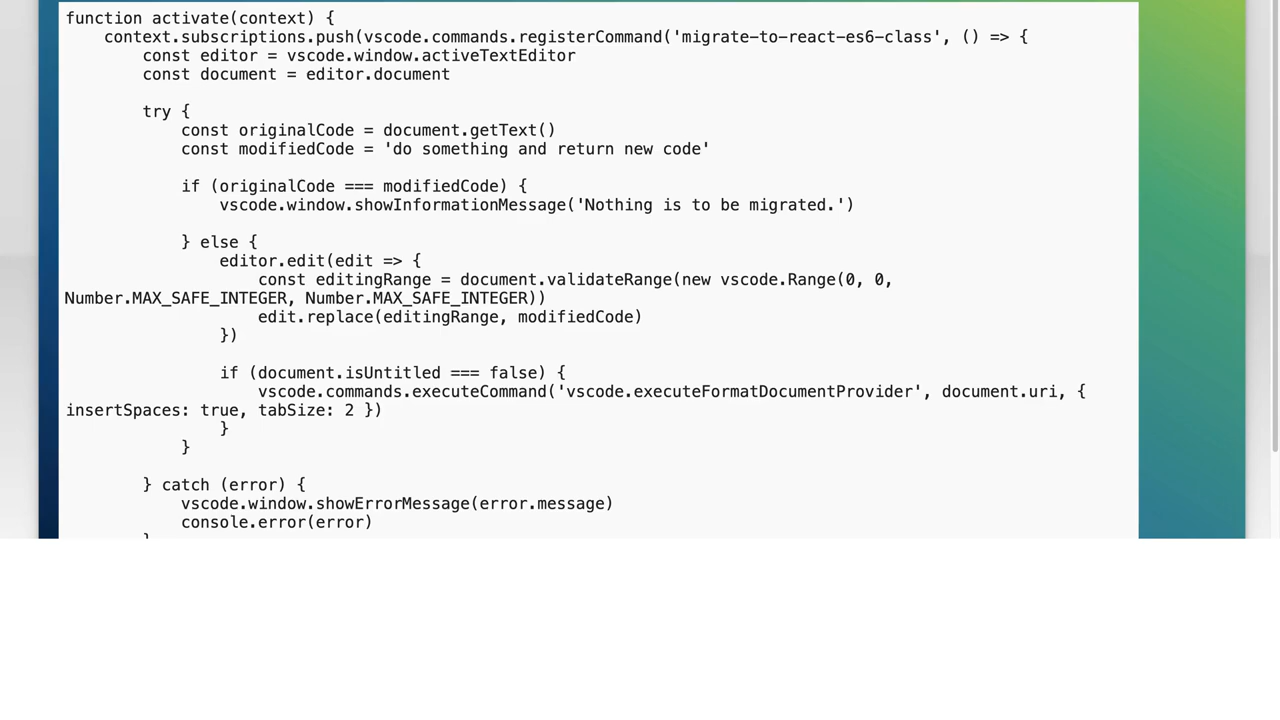 function activate(context) {
    context.subscriptions.push(vscode.commands.registerCommand('migrate-to-react-es6-class', () => {
        const editor = vscode.window.activeTextEditor
        const document = editor.document

        try {
            const originalCode = document.getText()
            const modifiedCode = 'do something and return new code'

            if (originalCode === modifiedCode) {
                vscode.window.showInformationMessage('Nothing is to be migrated.')

            } else {
                editor.edit(edit => {
                    const editingRange = document.validateRange(new vscode.Range(0, 0,
Number.MAX_SAFE_INTEGER, Number.MAX_SAFE_INTEGER))
                    edit.replace(editingRange, modifiedCode)
                })

                if (document.isUntitled === false) {
                    vscode.commands.executeCommand('vscode.executeFormatDocumentProvider', document.uri, {
insertSpaces: true, tabSize: 2 })
                }
            }

        } catch (error) {
            vscode.window.showErrorMessage(error.message)
            console.error(error)
        }